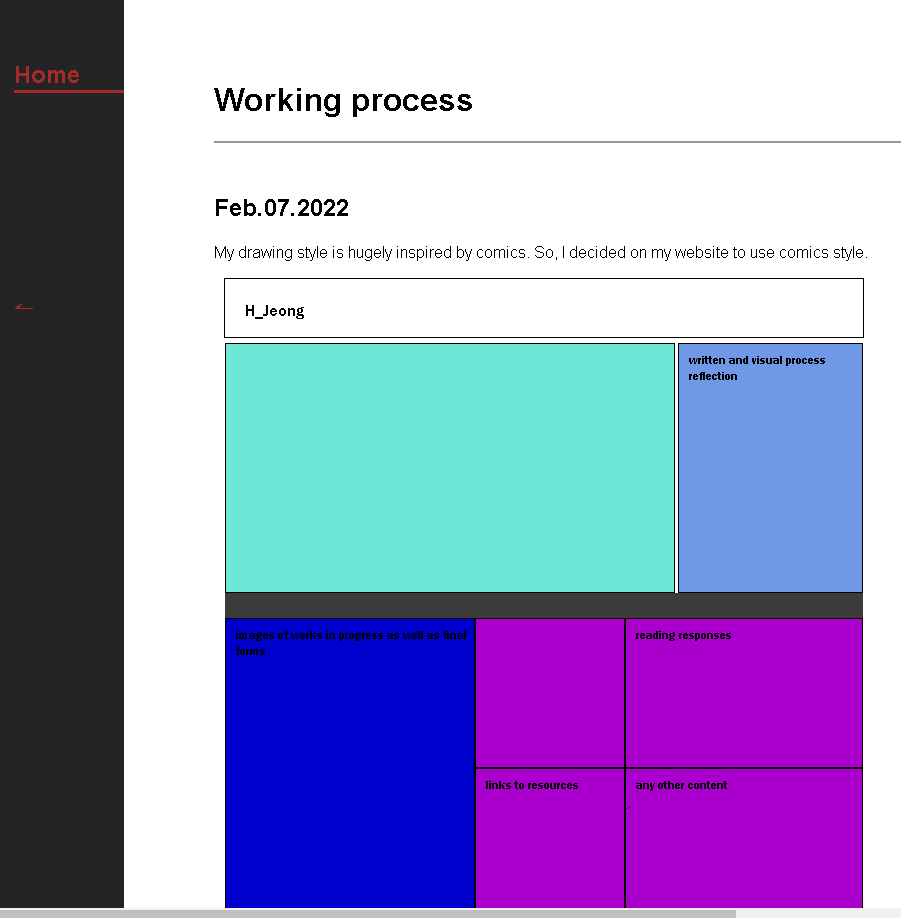 Home
←
Working process
Feb.07.2022
My drawing style is hugely inspired by comics. So, I decided on my website to use comics style.
H_Jeong
written and visual process
reflection
images of works in progress as well as final
forms
reading responses
links to resources
any other content